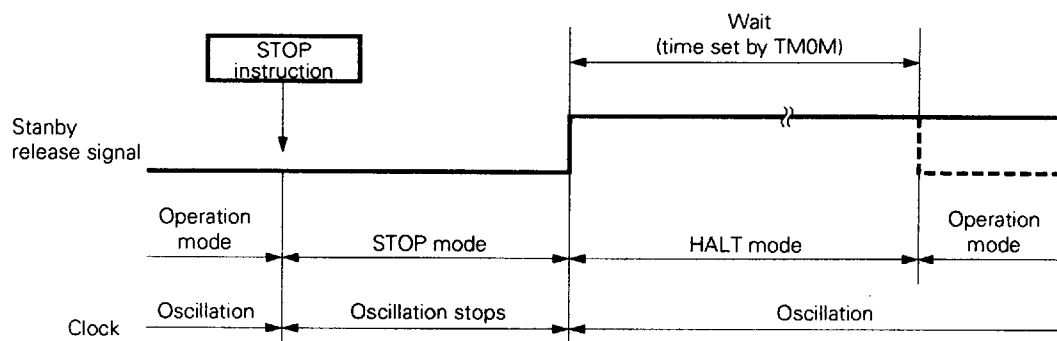 Wait
(time set by TM0M)
STOP
instruction
Stanby
release signal
Operation
mode
STOP mode
HALT mode
Operation
mode
Clock
Oscillation
Oscillation stops
Oscillation